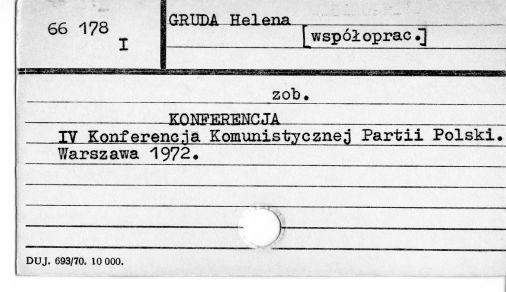 66 178
I
GRUDA Helena
[współoprac.]
zob.
KONFERENCJA
IV Konferencja Komunistycznej Partii Polski.
Warszawa 1972.
DUJ. 693/70. 10 000.